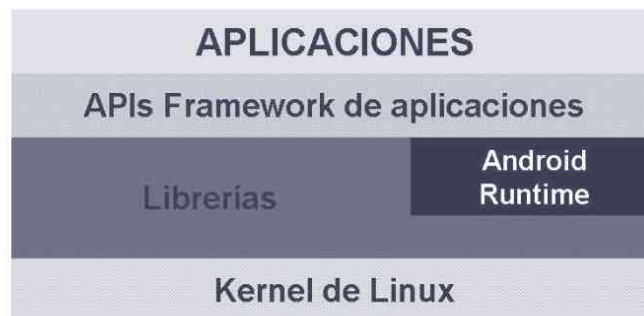 APLICACIONES
APIs Framework de aplicaciones
Android
Runtime
Librerías
Kernel de Linux